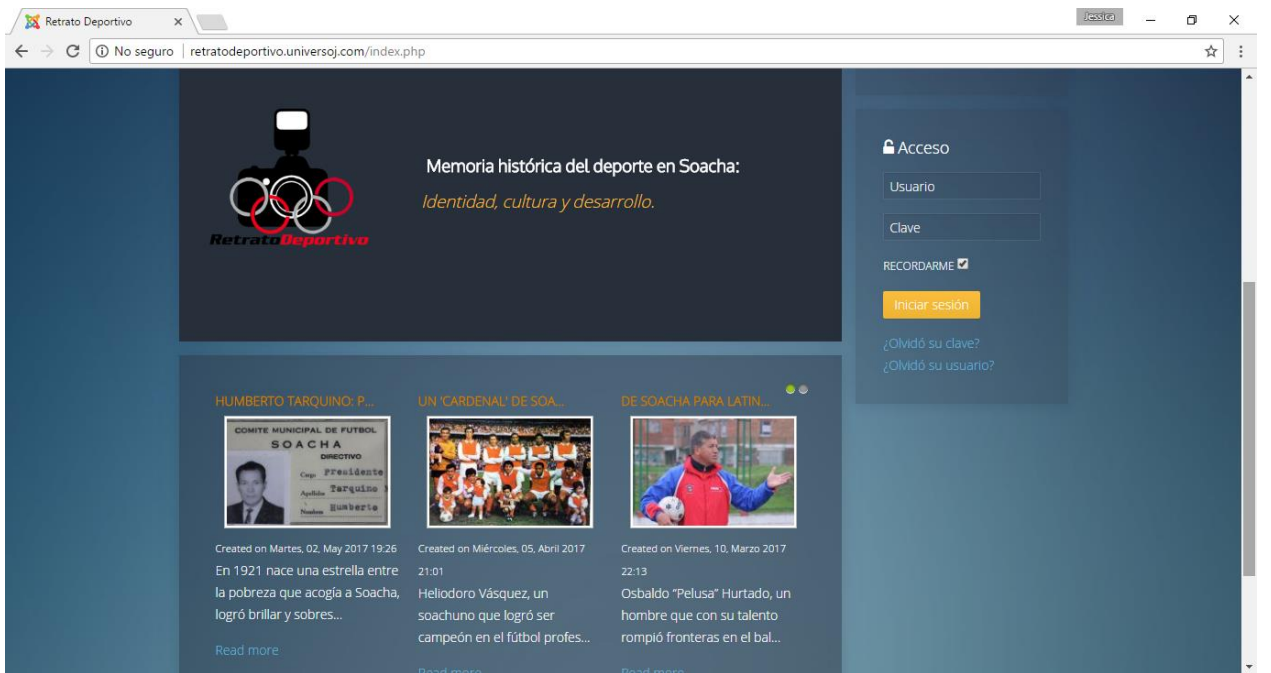 Retrato Deportivo
Jessica
No seguro
retratodeportivo.universoj.com/index.php
RetratoDeportivo
Memoria histórica del deporte en Soacha:
Identidad, cultura y desarrollo.
Acceso
Usuario
Clave
RECORDARME
Iniciar sesión
¿Olvidó su clave?
¿Olvidó su usuario?
HUMBERTO TARQUINO: P...
COMITE MUNICIPAL DE FUTBOL
SOACHA
DIRECTIVO
Cargo Presidente
Apellidos Tarquino
Nombres Humberto
Created on Martes, 02, May 2017 19:26
En 1921 nace una estrella entre
la pobreza que acogía a Soacha,
logró brillar y sobres...
Read more
UN 'CARDENAL' DE SOA...
Created on Miércoles, 05, Abril 2017
21:01
Heliodoro Vásquez, un
soachuno que logró ser
campeón en el fútbol profes...
Read more
DE SOACHA PARA LATIN...
Created on Viernes, 10, Marzo 2017
22:13
Osbaldo “Pelusa” Hurtado, un
hombre que con su talento
rompió fronteras en el bal...
Read more